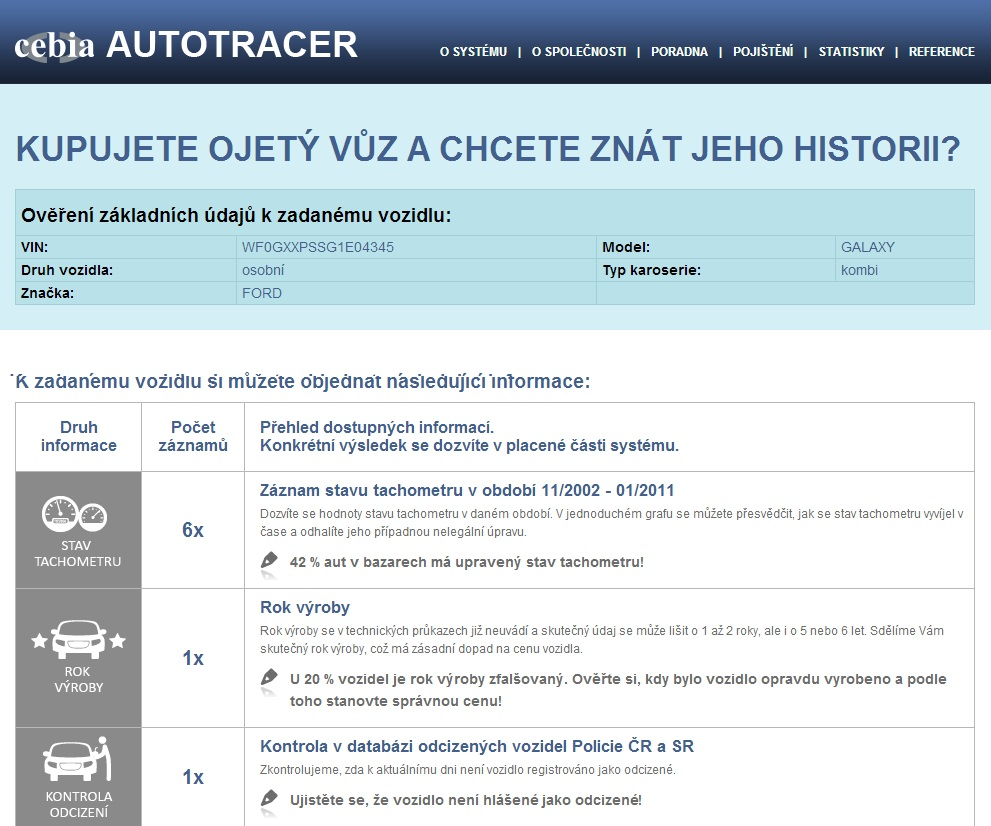 cebia AUTOTRACER
O SYSTÉMU | O SPOLEČNOSTI | PORADNA | POJIŠTĚNÍ | STATISTIKY | REFERENCE
KUPUJETE OJETÝ VŮZ A CHCETE ZNÁT JEHO HISTORII?
Ověření základních údajů k zadanému vozidlu:
VIN: WF0GXXPSSG1E04345 Model: GALAXY
Druh vozidla: osobní Typ karoserie: kombi
Značka: FORD
K zadanému vozidlu si můžete objednat následující informace:
Druh informace Počet záznamů Přehled dostupných informací.
Konkrétní výsledek se dozvíte v placené části systému.
STAV
TACHOMETRU
6x
Záznam stavu tachometru v období 11/2002 - 01/2011
Dozvíte se hodnoty stavu tachometru v daném období. V jednoduchém grafu se můžete přesvědčit, jak se stav tachometru vyvíjel v
čase a odhalíte jeho případnou nelegální úpravu.
42 % aut v bazarech má upravený stav tachometru!
ROK
VÝROBY
1x
Rok výroby
Rok výroby se v technických průkazech již neuvádí a skutečný údaj se může lišit o 1 až 2 roky, ale i o 5 nebo 6 let. Sdělíme Vám
skutečný rok výroby, což má zásadní dopad na cenu vozidla.
U 20 % vozidel je rok výroby zfalšovaný. Ověřte si, kdy bylo vozidlo opravdu vyrobeno a podle
toho stanovte správnou cenu!
KONTROLA
ODCIZENÍ
1x
Kontrola v databázi odcizených vozidel Policie ČR a SR
Zkontrolujeme, zda k aktuálnímu dni není vozidlo registrováno jako odcizené.
Ujistěte se, že vozidlo není hlášené jako odcizené!